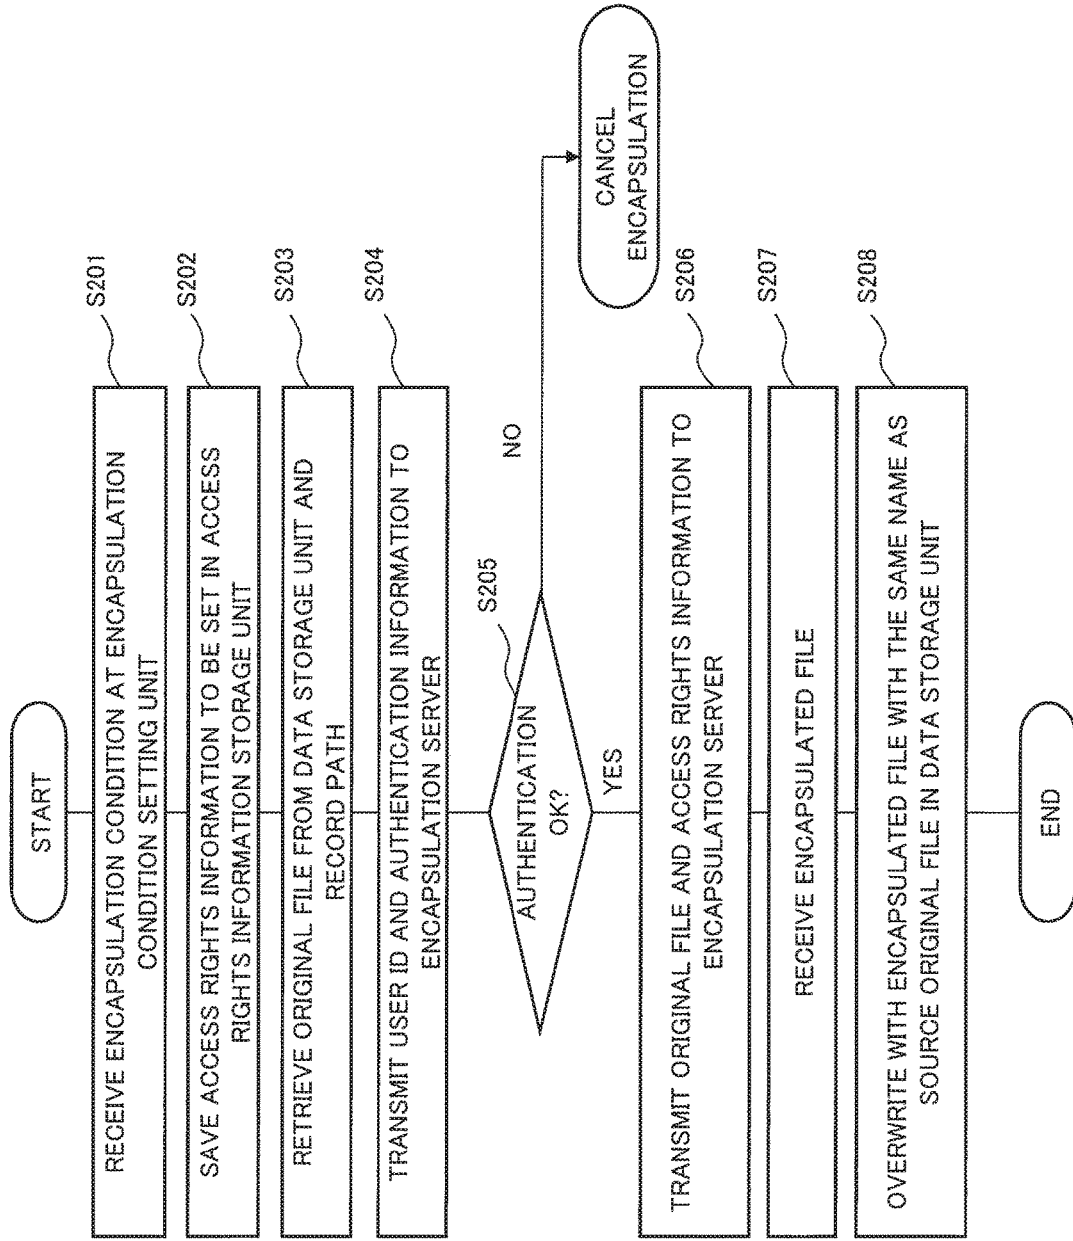 START
RECEIVE ENCAPSULATION CONDITION AT ENCAPSULATION
CONDITION SETTING UNIT
S201
SAVE ACCESS RIGHTS INFORMATION TO BE SET IN ACCESS
RIGHTS INFORMATION STORAGE UNIT
S202
RETRIEVE ORIGINAL FILE FROM DATA STORAGE UNIT AND
RECORD PATH
S203
TRANSMIT USER ID AND AUTHENTICATION INFORMATION TO
ENCAPSULATION SERVER
S204
S205
AUTHENTICATION
OK?
NO
CANCEL
ENCAPSULATION
YES
TRANSMIT ORIGINAL FILE AND ACCESS RIGHTS INFORMATION TO
ENCAPSULATION SERVER
S206
RECEIVE ENCAPSULATED FILE
S207
OVERWRITE WITH ENCAPSULATED FILE WITH THE SAME NAME AS
SOURCE ORIGINAL FILE IN DATA STORAGE UNIT
S208
END